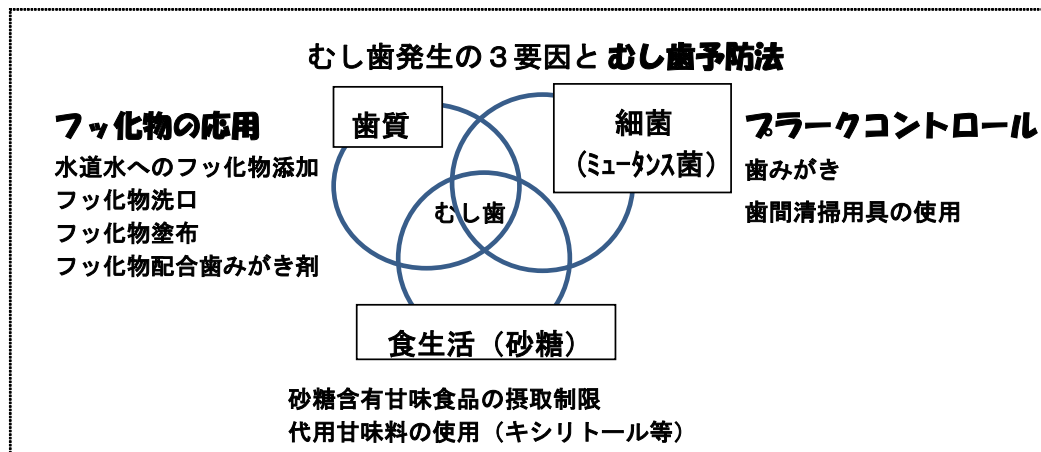 むし歯発生の３要因とむし歯予防法
フッ化物の応用
水道水へのフッ化物添加
フッ化物洗口
フッ化物塗布
フッ化物配合歯みがき剤
歯質
細菌
（ﾐｭｰﾀﾝｽ菌）
プラークコントロール
歯みがき
歯間清掃用具の使用
むし歯
食生活（砂糖）
砂糖含有甘味食品の摂取制限
代用甘味料の使用（キシリトール等）